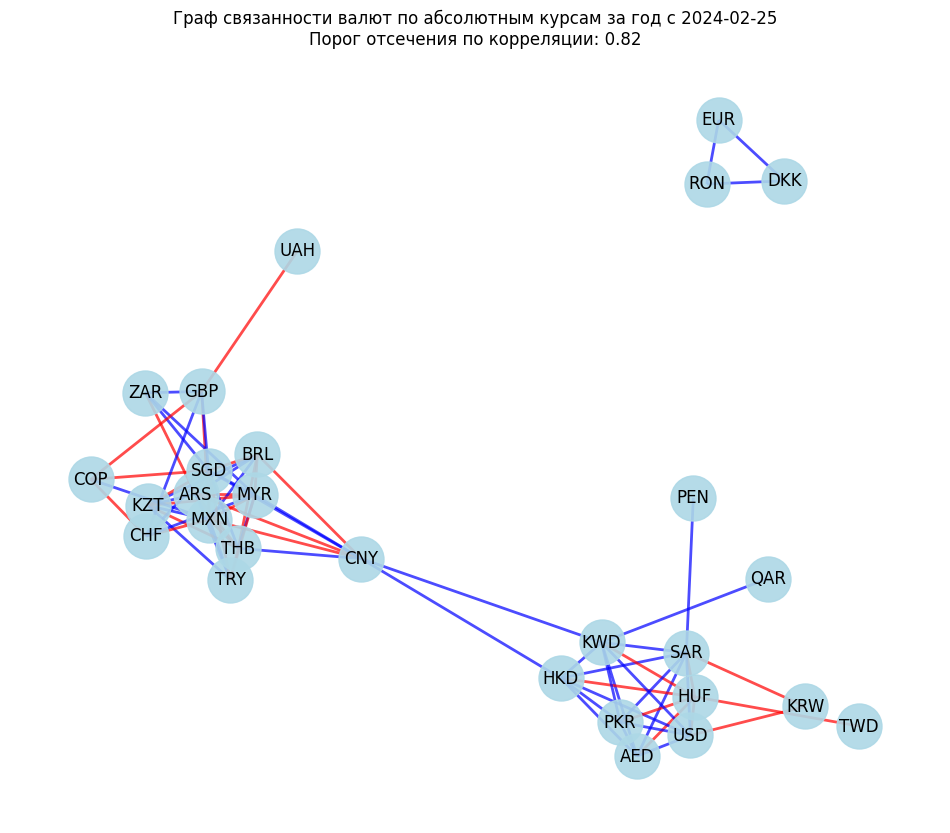 Граф связанности валют по абсолютным курсам за год с 2024-02-25
Порог отсечения по корреляции: 0.82
EUR
RON
DKK
UAH
ZAR
GBP
BRL
SGD
COP
ARS
MYR
KZT
MXN
CHF
THB
TRY
CNY
PEN
QAR
KWD
SAR
HKD
HUF
KRW
PKR
USD
TWD
AED